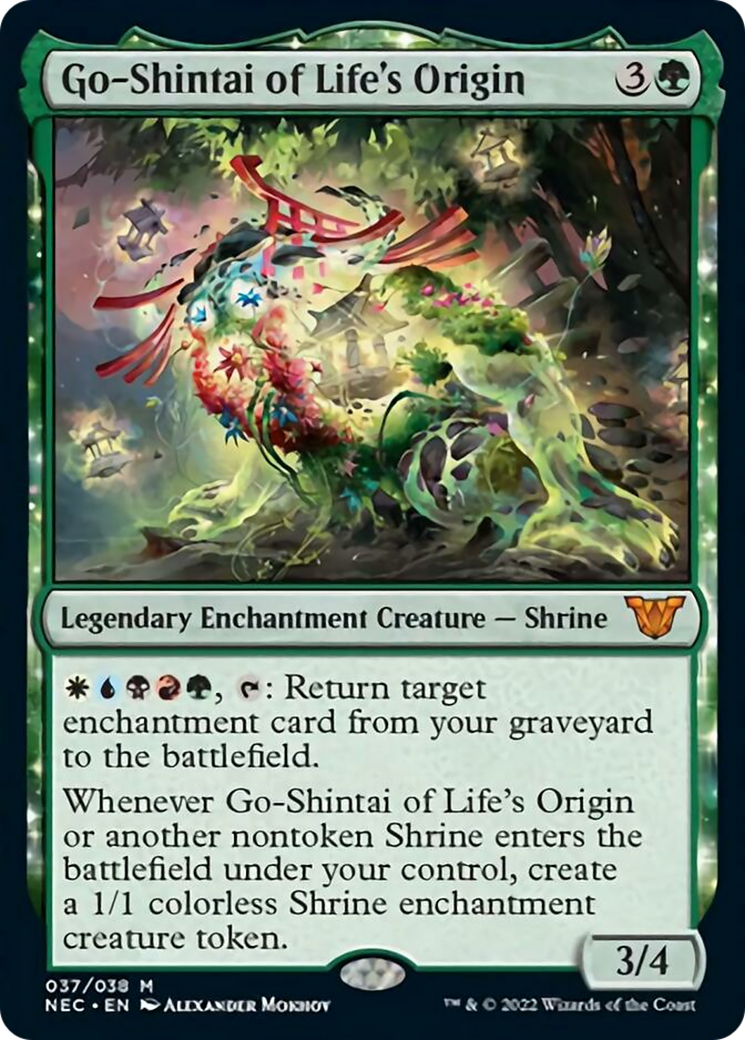 Go-Shintai of Life's Origin 3
Legendary Enchantment Creature — Shrine
, : Return target
enchantment card from your graveyard
to the battlefield.
Whenever Go-Shintai of Life's Origin
or another nontoken Shrine enters the
battlefield under your control, create
a 1/1 colorless Shrine enchantment
creature token.
3/4
037/038 M
NEC • EN Alexander Mokhov
™ & © 2022 Wizards of the Coast